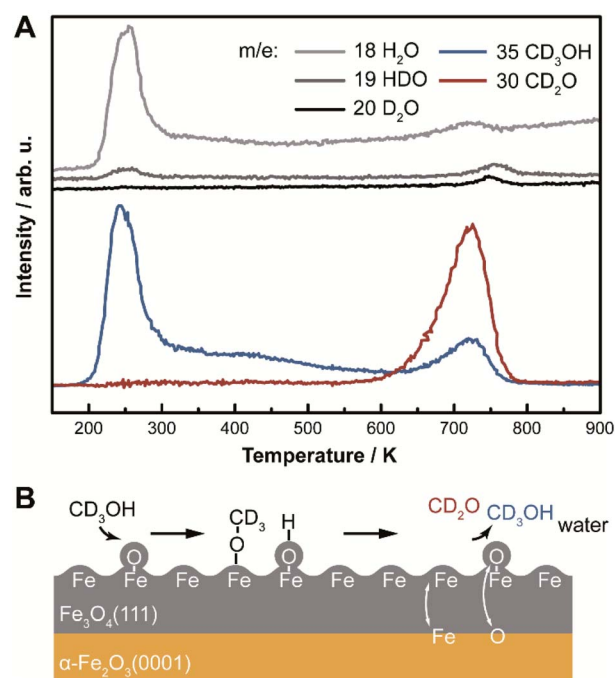 A
m/e:
18 H₂O
35 CD₃OH
19 HDO
30 CD₂O
20 D₂O
Intensity / arb. u.
200 300 400 500 600 700 800 900
Temperature / K
B
CD₃OH
CD₃
O
H
O
CD₂O
CD₃OH
water
O
O
Fe Fe Fe Fe Fe Fe Fe Fe Fe
Fe₃O₄(111)
Fe O
α-Fe₂O₃(0001)